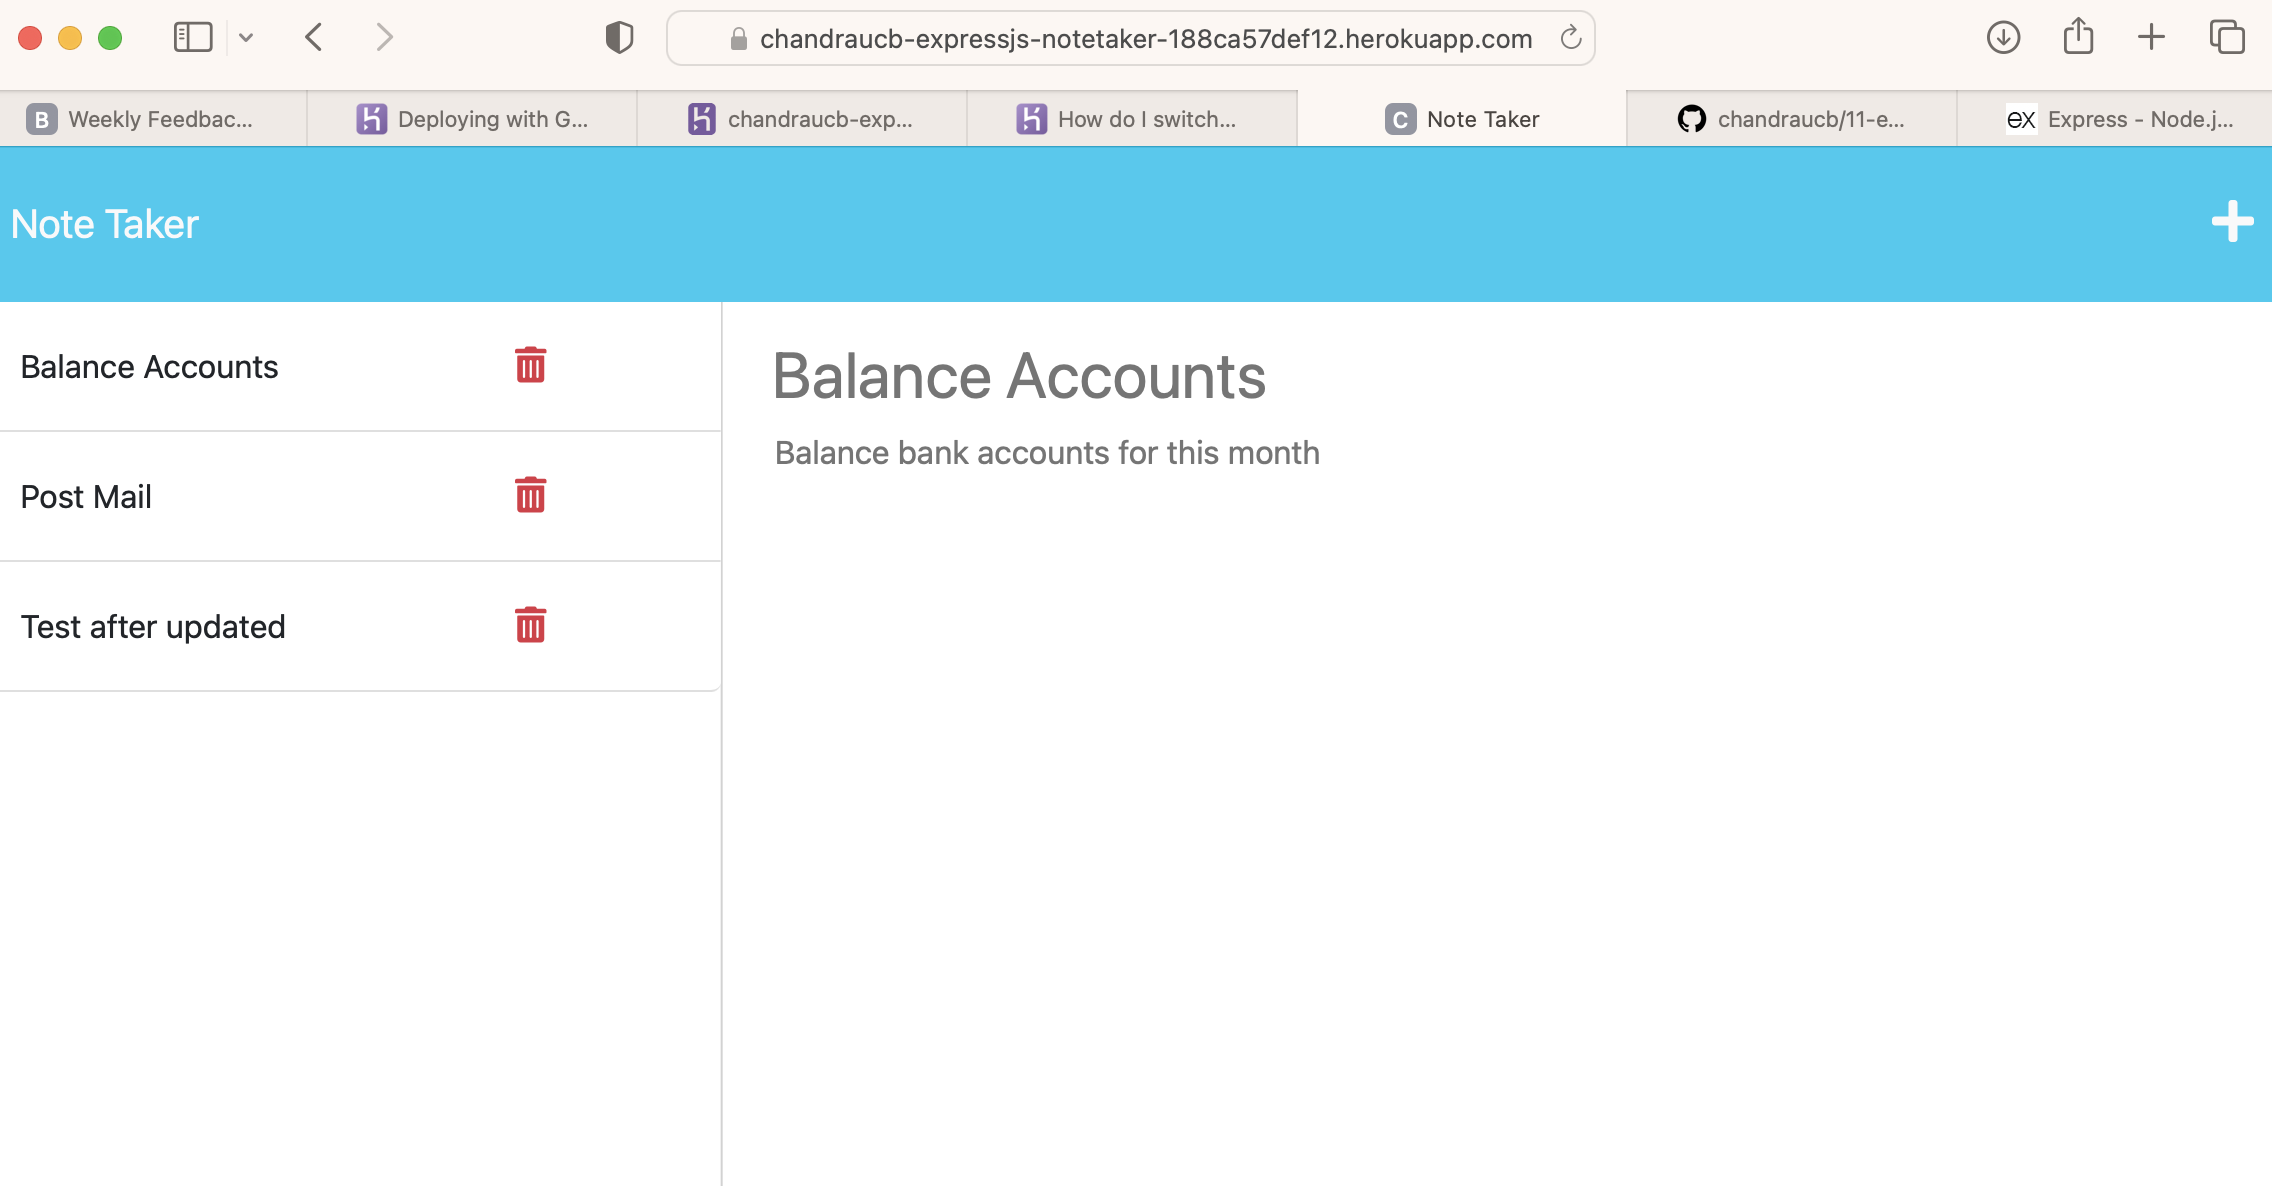 chandraucb-expressjs-notetaker-188ca57def12.herokuapp.com
B Weekly Feedbac...
Deploying with G...
chandraucb-exp...
How do I switch...
C Note Taker
chandraucb/11-e...
ex Express - Node.j...
Note Taker
Balance Accounts
Post Mail
Test after updated
Balance Accounts
Balance bank accounts for this month